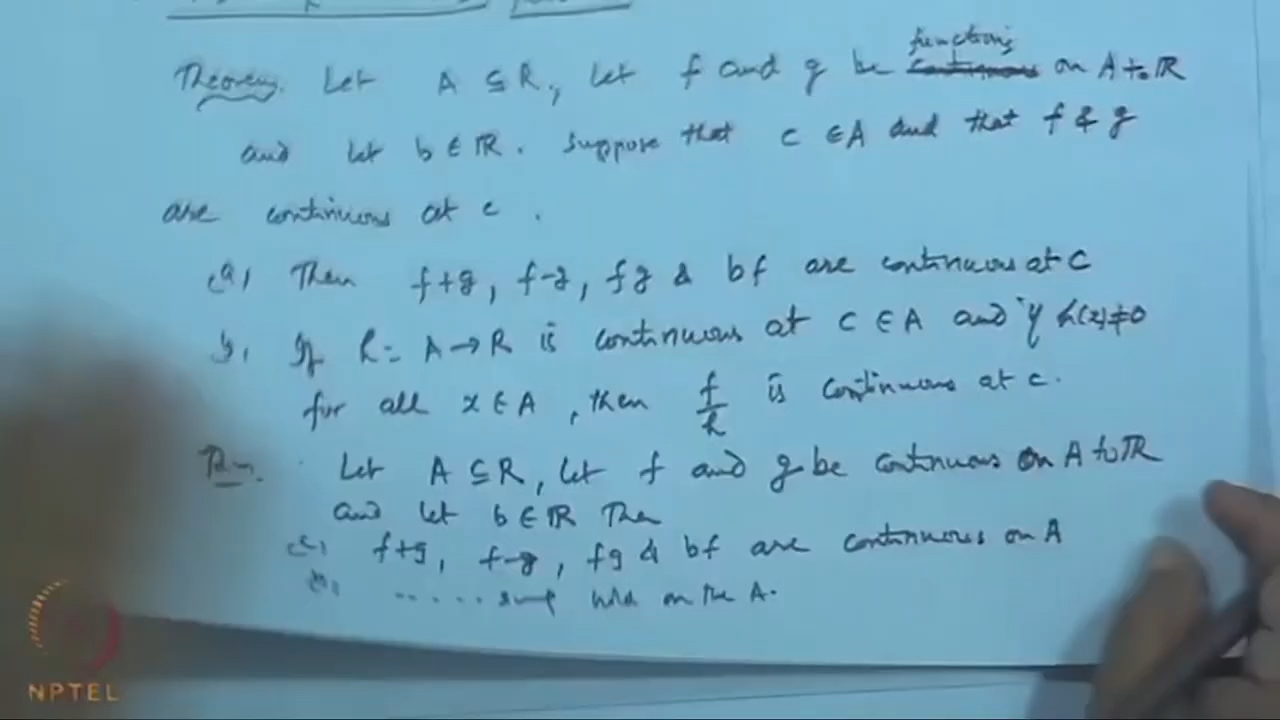 functions
Theorem. Let A ⊆ R, Let f and g be continuous on A to R
and let b ∈ R. Suppose that c ∈ A and that f & g
are continuous at c.
(a) Then f+g, f-g, fg & bf are continuous at c
b, If h: A → R is continuous at c ∈ A and if h(x) ≠ 0
for all x ∈ A, then f/h is continuous at c.
Let A ⊆ R, let f and g be continuous on A to R
and let b ∈ R Then
(a) f+g, f-g, fg & bf are continuous on A
(b) ...... hold on the A.
NPTEL